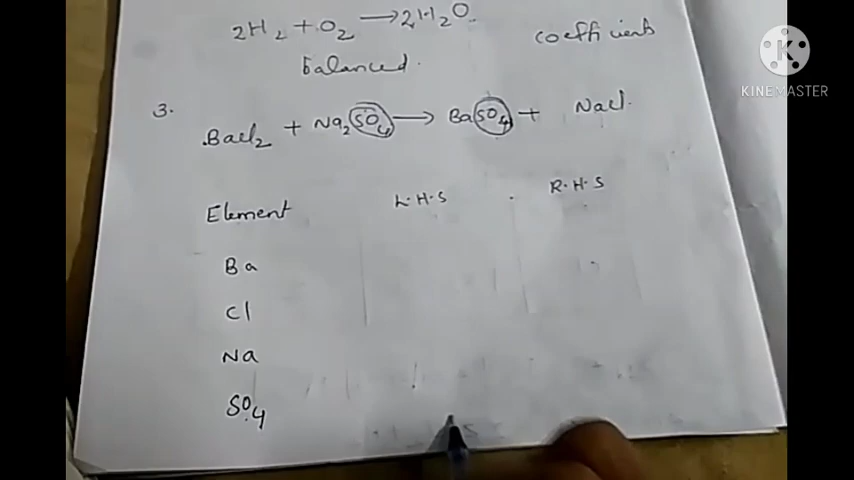 2H₂ + O₂ → 2H₂O
coefficients
balanced.
3.
BaCl₂ + Na₂SO₄ → BaSO₄ + NaCl.
Element L.H.S R.H.S
Ba
Cl
Na
SO₄
K
KINEMASTER